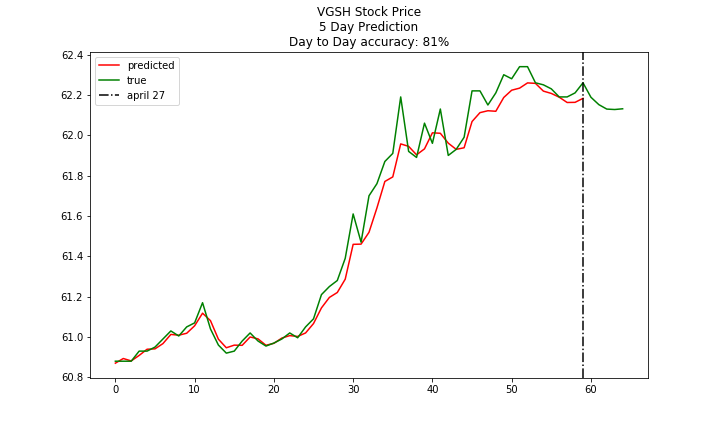 VGSH Stock Price
5 Day Prediction
Day to Day accuracy: 81%
predicted
true
april 27
62.4
62.2
62.0
61.8
61.6
61.4
61.2
61.0
60.8
0 10 20 30 40 50 60